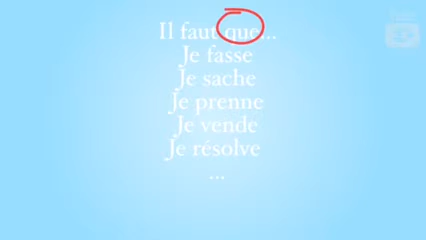 Il faut que...
Je fasse
Je sache
Je prenne
Je vende
Je résolve
...